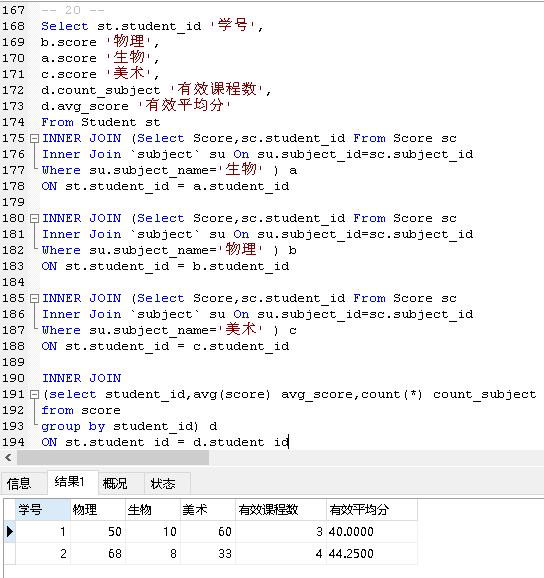 167 -- 20 --
168 Select st.student_id '学号',
169 b.score '物理',
170 a.score '生物',
171 c.score '美术',
172 d.count_subject '有效课程数',
173 d.avg_score '有效平均分'
174 From Student st
175 INNER JOIN (Select Score,sc.student_id From Score sc
176 Inner Join `subject` su On su.subject_id=sc.subject_id
177 Where su.subject_name='生物' ) a
178 ON st.student_id = a.student_id
179
180 INNER JOIN (Select Score,sc.student_id From Score sc
181 Inner Join `subject` su On su.subject_id=sc.subject_id
182 Where su.subject_name='物理' ) b
183 ON st.student_id = b.student_id
184
185 INNER JOIN (Select Score,sc.student_id From Score sc
186 Inner Join `subject` su On su.subject_id=sc.subject_id
187 Where su.subject_name='美术' ) c
188 ON st.student_id = c.student_id
189
190 INNER JOIN
191 (select student_id,avg(score) avg_score,count(*) count_subject
192 from score
193 group by student_id) d
194 ON st.student_id = d.student_id
信息 结果1 概况 状态
学号 物理 生物 美术 有效课程数 有效平均分
1 50 10 60 3 40.0000
2 68 8 33 4 44.2500